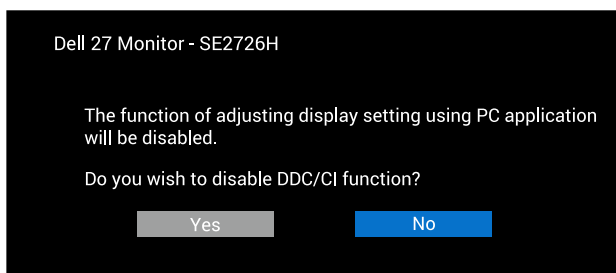 Dell 27 Monitor - SE2726H
The function of adjusting display setting using PC application
will be disabled.
Do you wish to disable DDC/CI function?
Yes
No